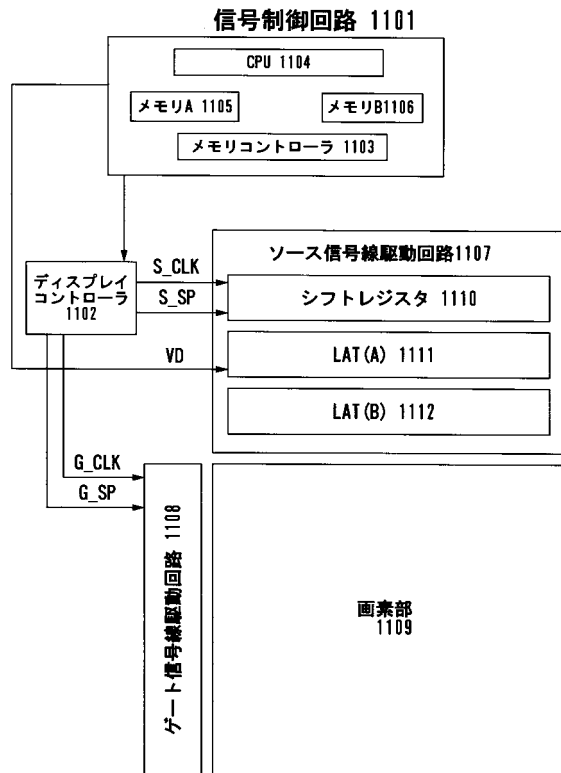 信号制御回路 1101
CPU 1104
メモリA 1105
メモリB1106
メモリコントローラ 1103
ディスプレイ
コントローラ
1102
S_CLK
S_SP
ソース信号線駆動回路1107
シフトレジスタ 1110
VD
LAT(A) 1111
LAT(B) 1112
G_CLK
G_SP
ゲート信号線駆動回路 1108
画素部
1109